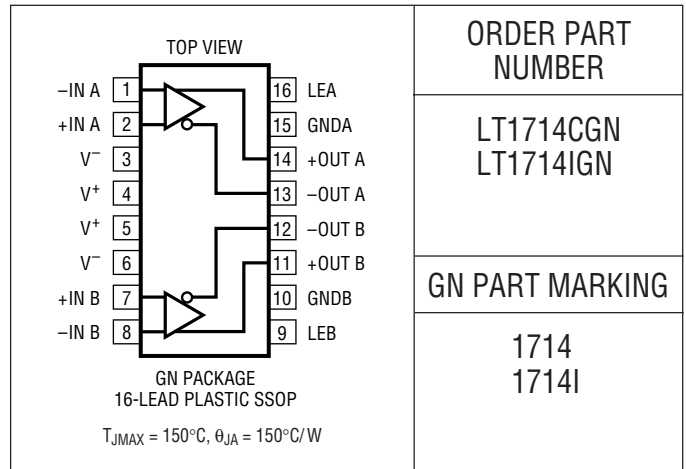 TOP VIEW
–IN A 1
+IN A 2
V– 3
V+ 4
V+ 5
V– 6
+IN B 7
–IN B 8
16 LEA
15 GNDA
14 +OUT A
13 –OUT A
12 –OUT B
11 +OUT B
10 GNDB
9 LEB
GN PACKAGE
16-LEAD PLASTIC SSOP
TJMAX = 150°C, θJA = 150°C/W
ORDER PART
NUMBER
LT1714CGN
LT1714IGN
GN PART MARKING
1714
1714I